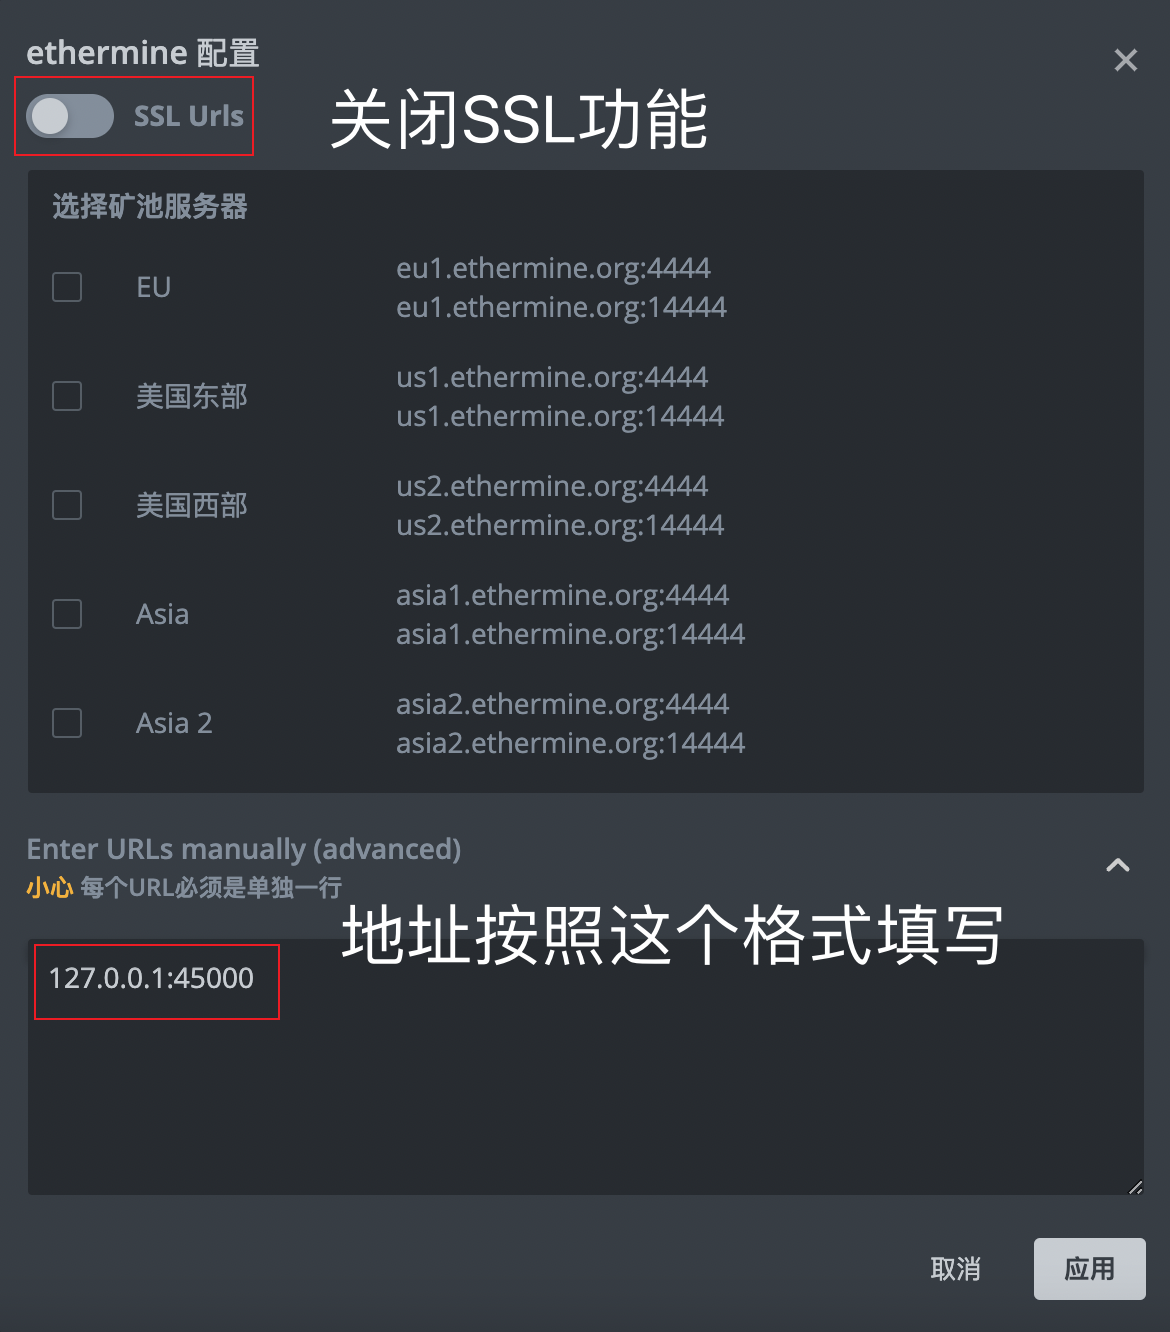 ethermine 配置
SSL Urls
关闭SSL功能
选择矿池服务器
EU
eu1.ethermine.org:4444
eu1.ethermine.org:14444
美国东部
us1.ethermine.org:4444
us1.ethermine.org:14444
美国西部
us2.ethermine.org:4444
us2.ethermine.org:14444
Asia
asia1.ethermine.org:4444
asia1.ethermine.org:14444
Asia 2
asia2.ethermine.org:4444
asia2.ethermine.org:14444
Enter URLs manually (advanced)
小心 每个URL必须是单独一行
地址按照这个格式填写
127.0.0.1:45000
取消
应用